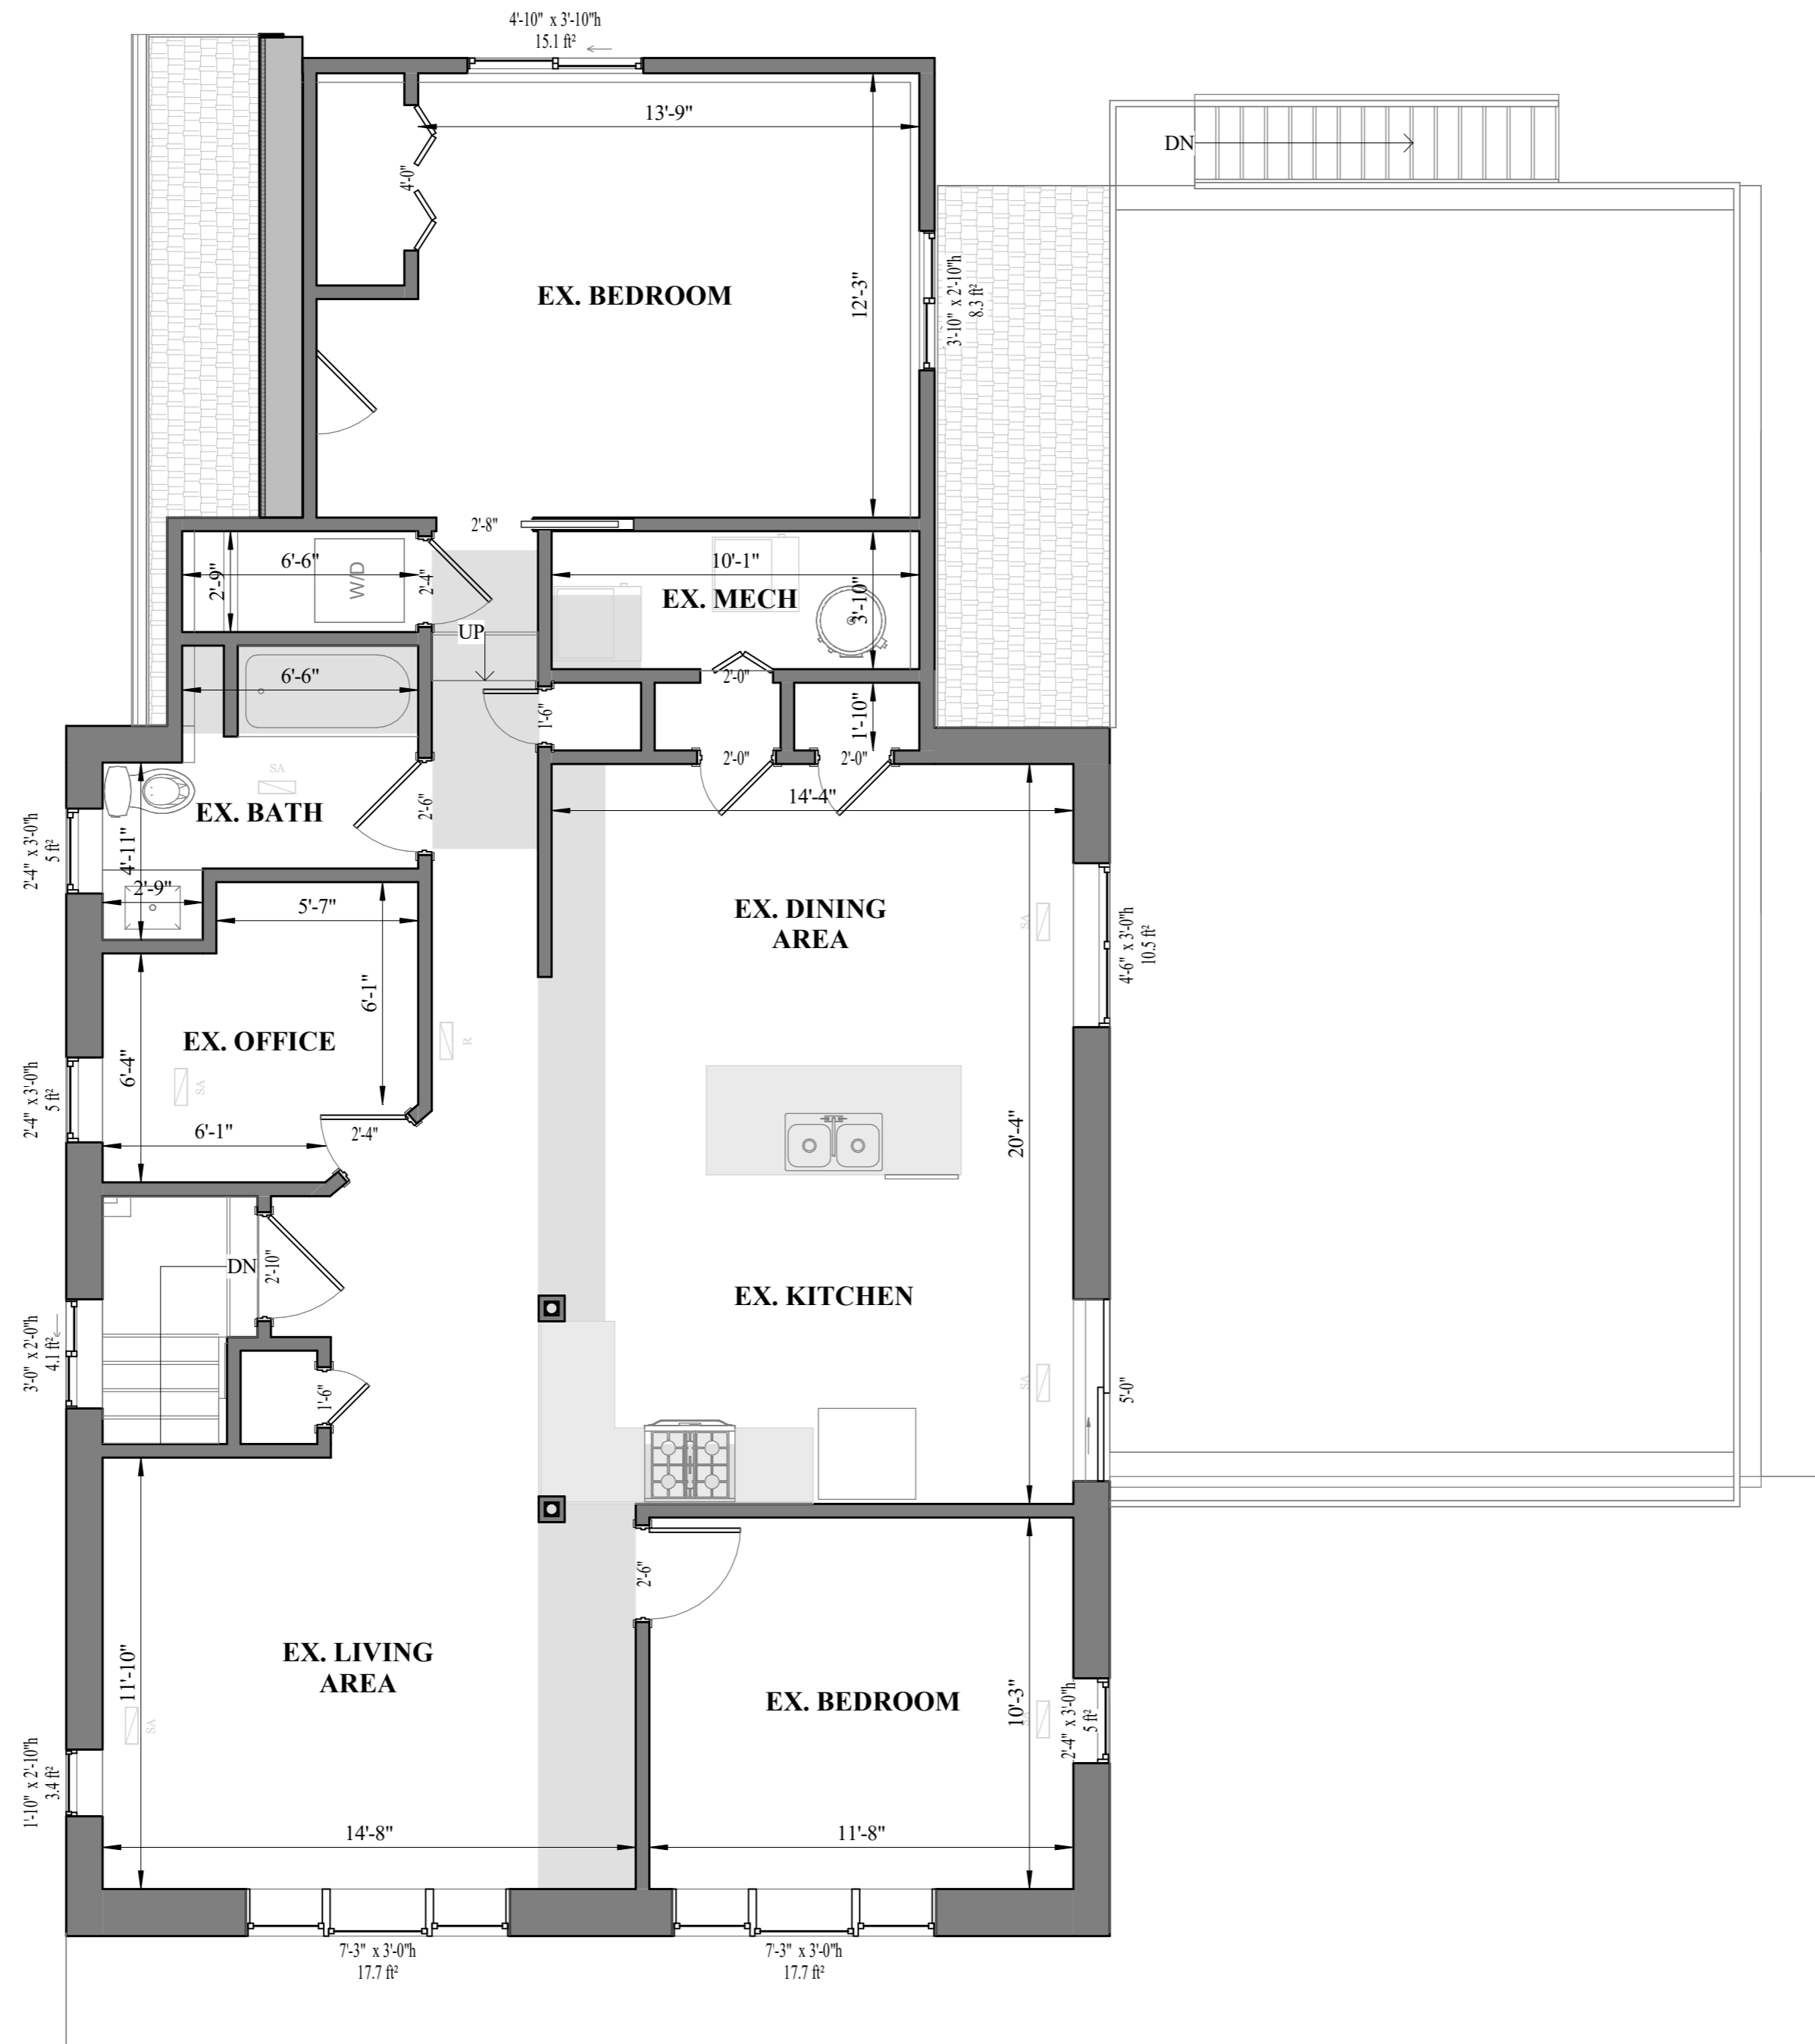 4'-10" x 3'-10"h
15.1 ft²
13'-9"
DN
4'-0"
EX. BEDROOM
12'-3"
3'-10" x 2'-10"h
8.3 ft²
2'-8"
6'-6"
2'-9"
W/D
2'-4"
10'-1"
EX. MECH
3'-10"
UP
6'-6"
2'-0"
1'-6"
1'-10"
2'-0"
2'-0"
SA
14'-4"
EX. BATH
2'-6"
2'-4" x 3'-0"h
5 ft²
4'-11"
2'-9"
5'-7"
EX. DINING
AREA
SA
4'-6" x 3'-0"h
10.5 ft²
6'-1"
EX. OFFICE
R
6'-4"
SA
2'-4" x 3'-0"h
5 ft²
6'-1"
2'-4"
20'-4"
DN
2'-10"
EX. KITCHEN
3'-0" x 2'-0"h
4.1 ft²
1'-6"
SA
5'-0"
2'-6"
EX. LIVING
AREA
11'-10"
SA
EX. BEDROOM
10'-3"
SA
2'-4" x 3'-0"h
5 ft²
1'-10" x 2'-10"h
3.4 ft²
14'-8"
11'-8"
7'-3" x 3'-0"h
17.7 ft²
7'-3" x 3'-0"h
17.7 ft²